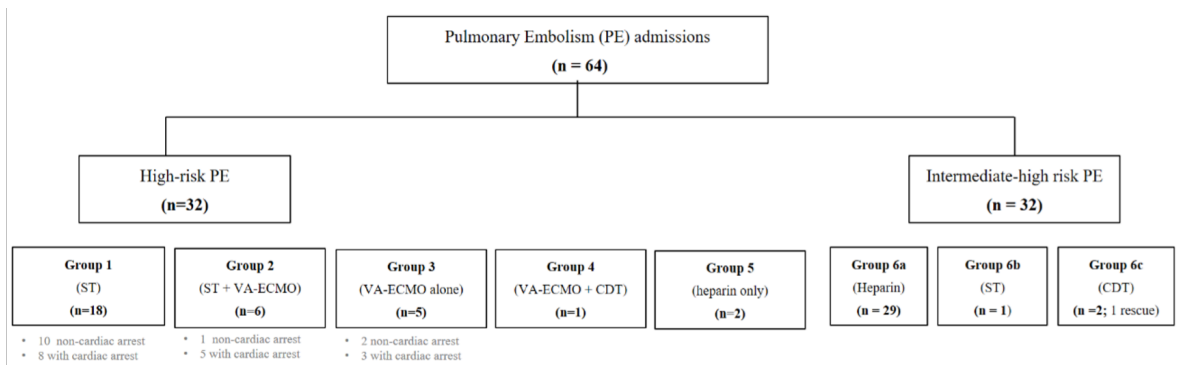 Pulmonary Embolism (PE) admissions
(n = 64)
High-risk PE
(n=32)
Intermediate-high risk PE
(n = 32)
Group 1
(ST)
(n=18)
• 10 non-cardiac arrest
• 8 with cardiac arrest
Group 2
(ST + VA-ECMO)
(n=6)
• 1 non-cardiac arrest
• 5 with cardiac arrest
Group 3
(VA-ECMO alone)
(n=5)
• 2 non-cardiac arrest
• 3 with cardiac arrest
Group 4
(VA-ECMO + CDT)
(n=1)
Group 5
(heparin only)
(n=2)
Group 6a
(Heparin)
(n = 29)
Group 6b
(ST)
(n = 1)
Group 6c
(CDT)
(n =2; 1 rescue)